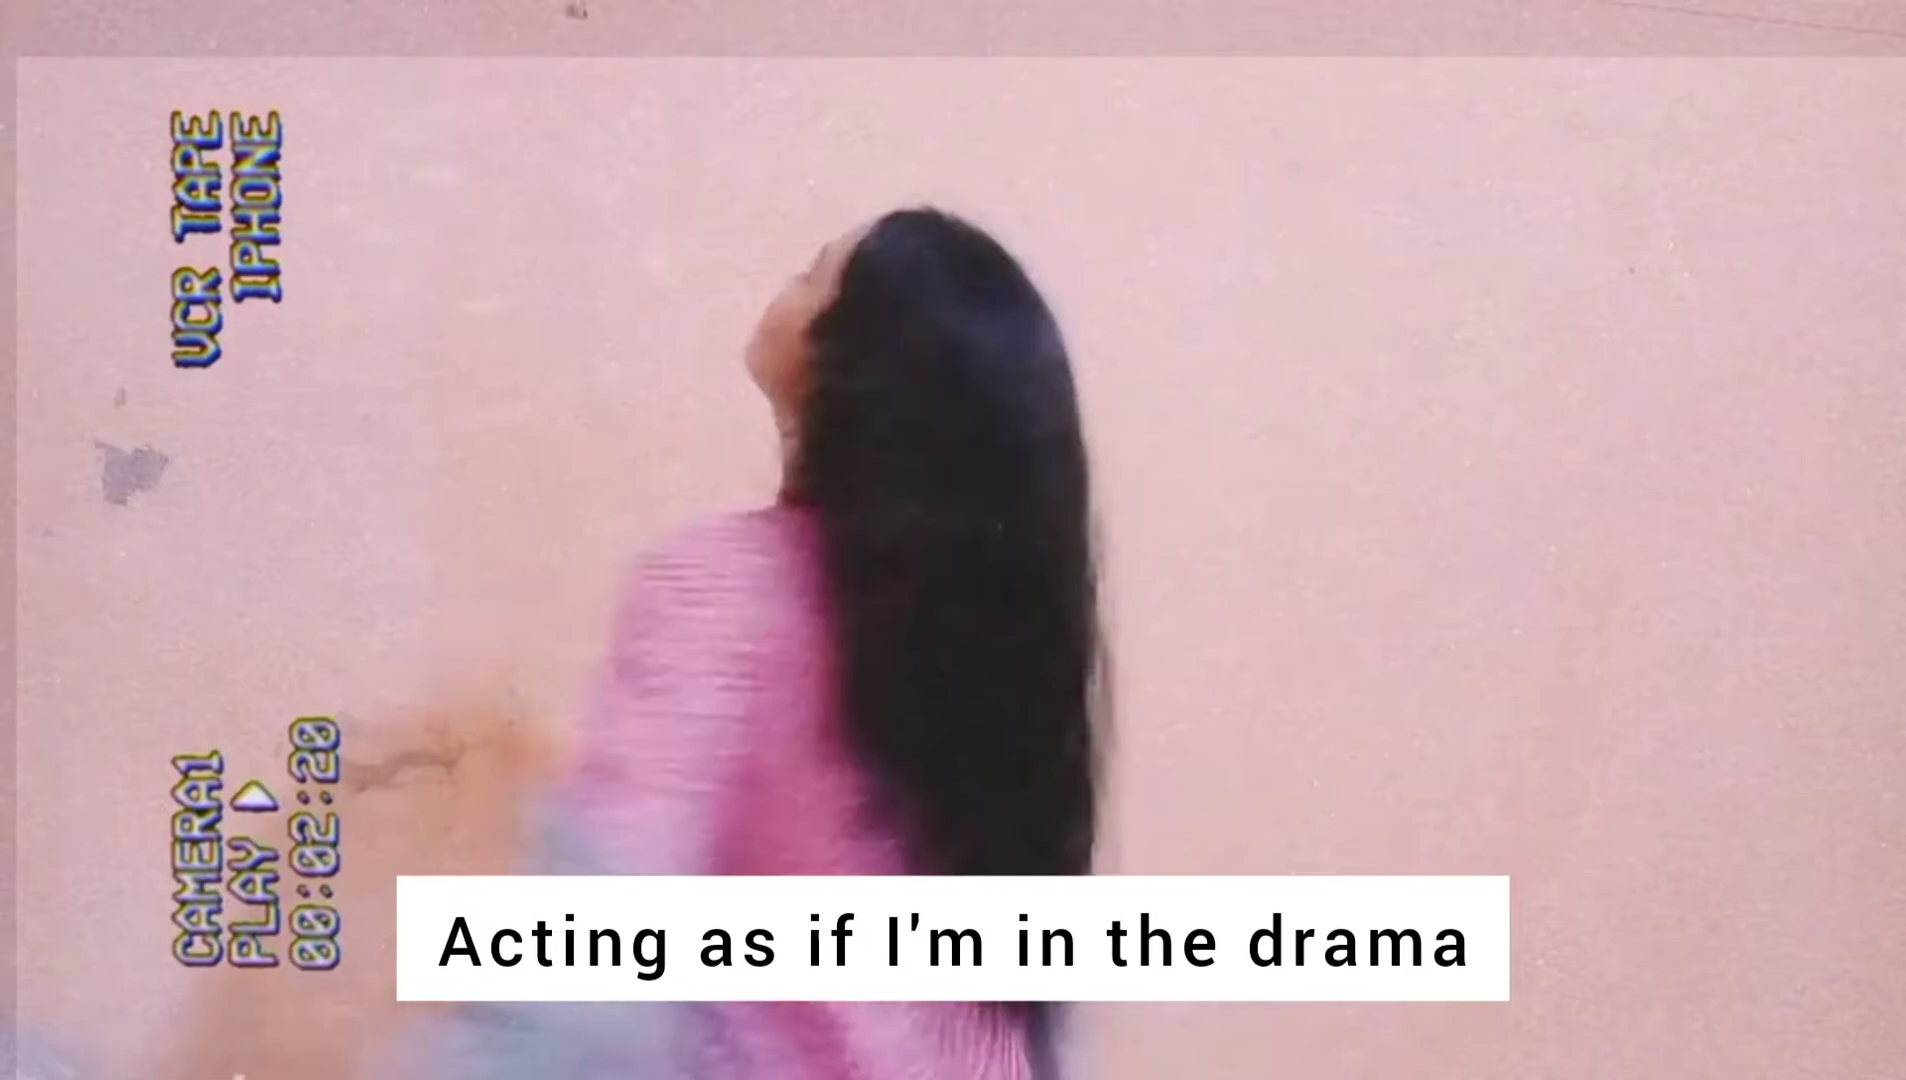 VCR TAPE
IPHONE
CAMERA1
PLAY
00:02:20
Acting as if I'm in the drama